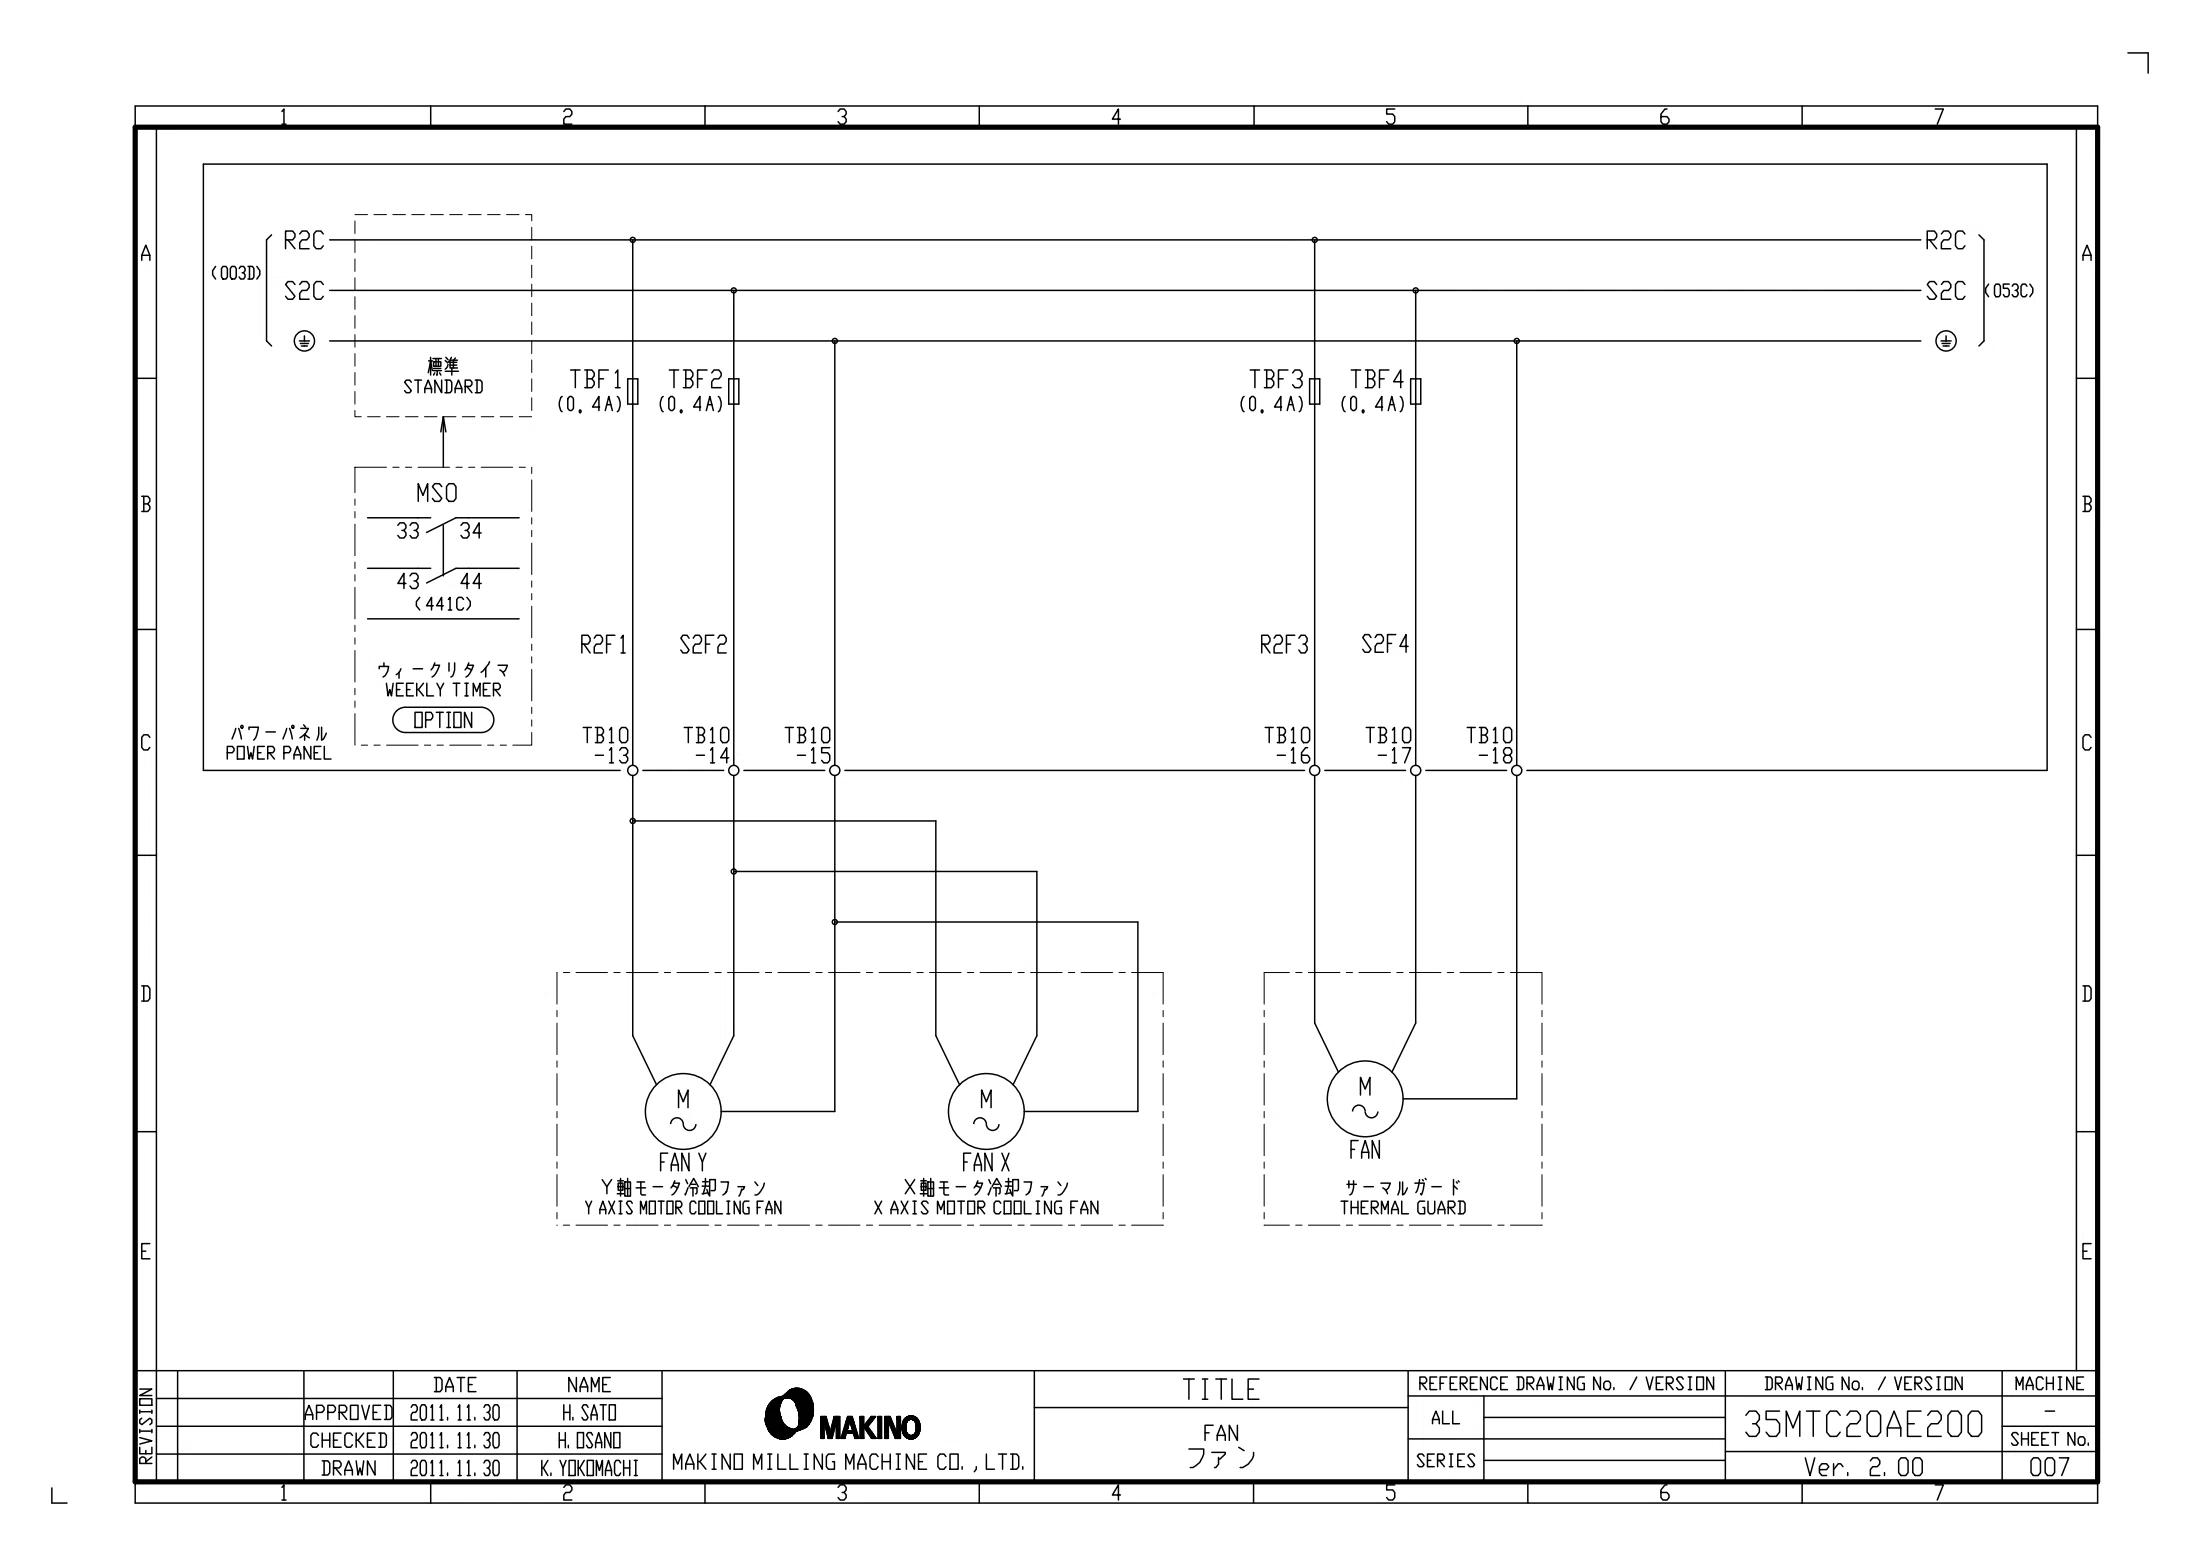 1 2 3 4 5 6 7
A A
R2C R2C
(003D)
S2C S2C (053C)
標準
STANDARD
TBF1 TBF2 TBF3 TBF4
(0.4A) (0.4A) (0.4A) (0.4A)
B B
MSO
33 34
43 44
(441C)
R2F1 S2F2 R2F3 S2F4
ウィークリタイマ
WEEKLY TIMER
OPTION
パワーパネル
POWER PANEL
C C
TB10 TB10 TB10 TB10 TB10 TB10
-13 -14 -15 -16 -17 -18
D D
M M M
FAN Y FAN X FAN
Y軸モータ冷却ファン X軸モータ冷却ファン サーマルガード
Y AXIS MOTOR COOLING FAN X AXIS MOTOR COOLING FAN THERMAL GUARD
E E
REVISION
DATE NAME
APPROVED 2011.11.30 H.SATO
CHECKED 2011.11.30 H.OSANO
DRAWN 2011.11.30 K.YOKOMACHI
MAKINO
MAKINO MILLING MACHINE CO.,LTD.
TITLE
FAN
ファン
REFERENCE DRAWING No. / VERSION
ALL
SERIES
DRAWING No. / VERSION
35MTC20AE200
Ver. 2.00
MACHINE
-
SHEET No.
007
1 2 3 4 5 6 7